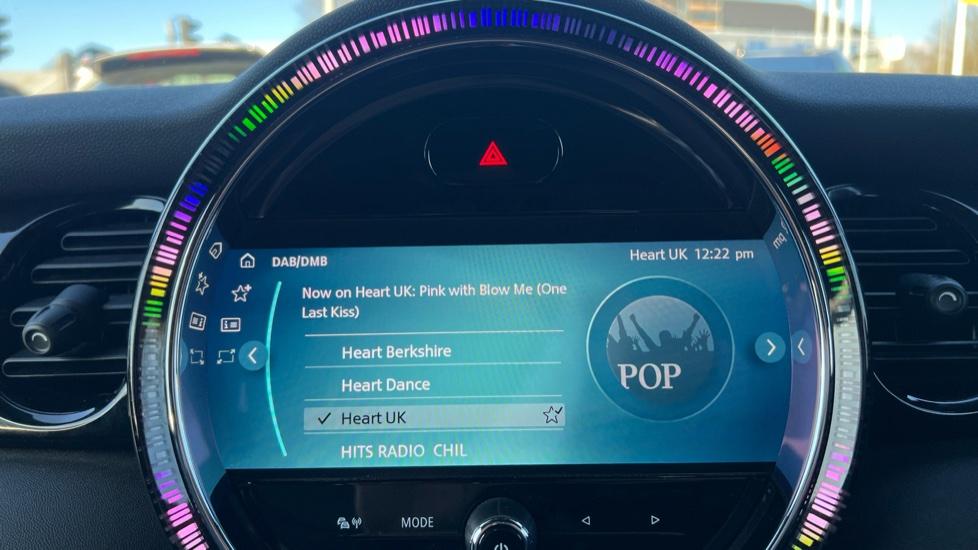 DAB/DMB
Heart UK 12:22 pm
Now on Heart UK: Pink with Blow Me (One
Last Kiss)
Heart Berkshire
Heart Dance
Heart UK
HITS RADIO CHIL
POP
MODE